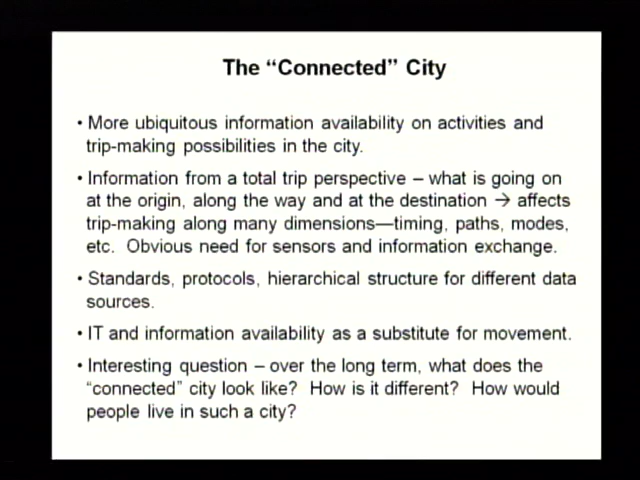 The “Connected” City
• More ubiquitous information availability on activities and
trip-making possibilities in the city.
• Information from a total trip perspective – what is going on
at the origin, along the way and at the destination → affects
trip-making along many dimensions—timing, paths, modes,
etc.  Obvious need for sensors and information exchange.
• Standards, protocols, hierarchical structure for different data
sources.
• IT and information availability as a substitute for movement.
• Interesting question – over the long term, what does the
“connected” city look like?  How is it different?  How would
people live in such a city?